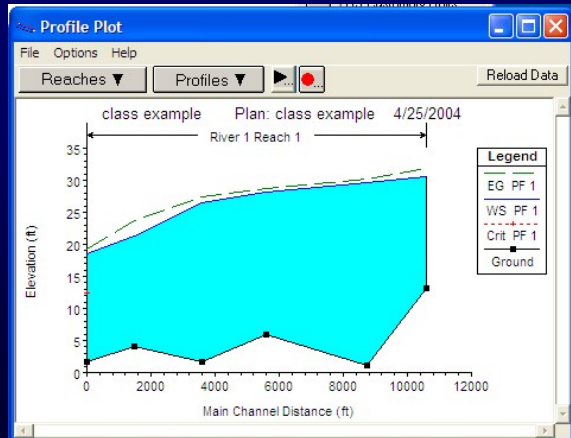 Profile Plot
File Options Help
Reaches ▼ Profiles ▼ ... ... Reload Data
class example Plan: class example 4/25/2004
River 1 Reach 1
Elevation (ft)
35
30
25
20
15
10
5
0
0 2000 4000 6000 8000 10000 12000
Main Channel Distance (ft)
Legend
EG PF 1
WS PF 1
Crit PF 1
Ground